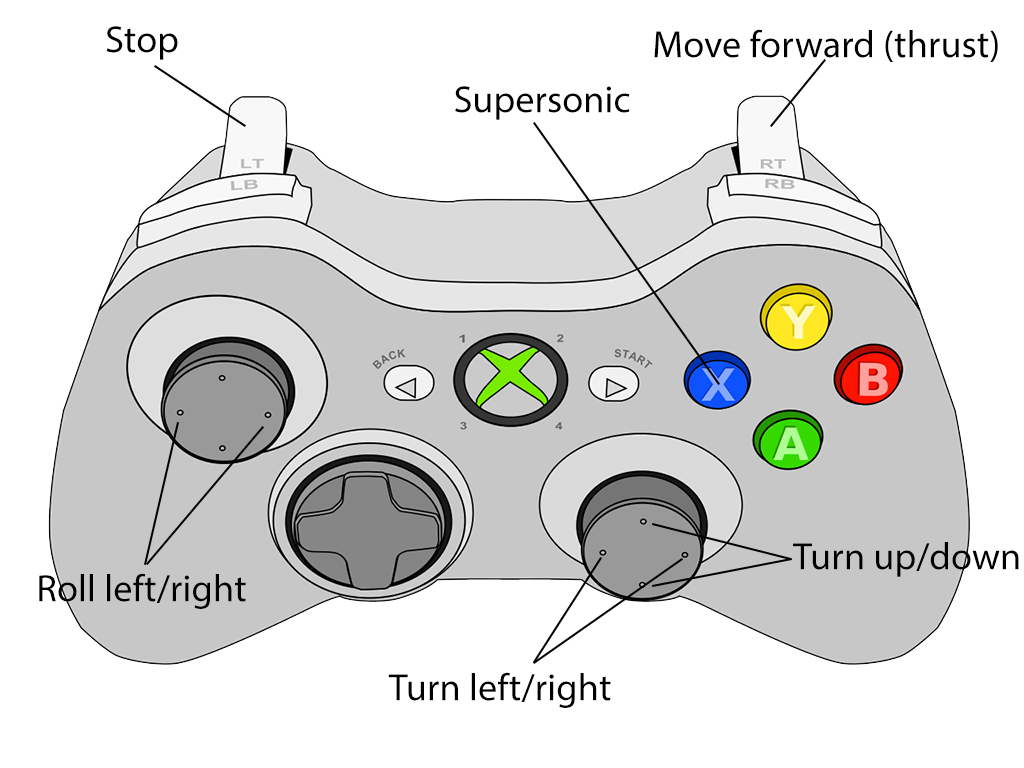 Stop
Move forward (thrust)
Supersonic
LT
RT
LB
RB
Y
1
2
BACK
START
X
B
3
4
A
Turn up/down
Roll left/right
Turn left/right